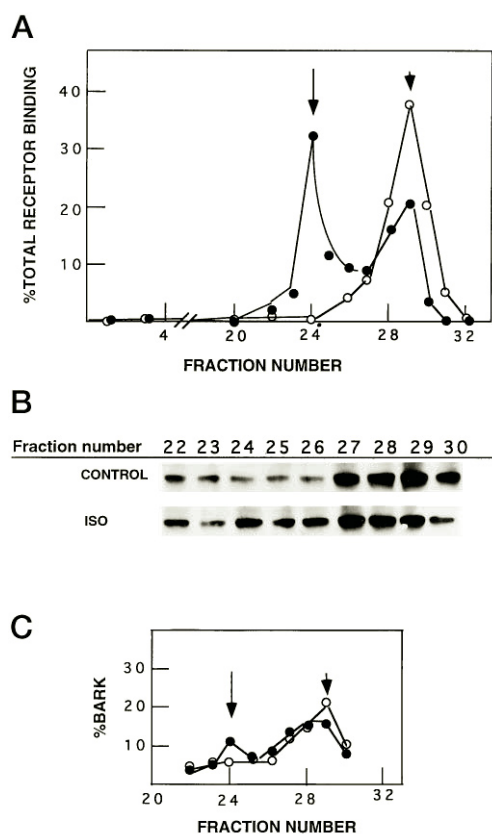 A
%TOTAL RECEPTOR BINDING
40
30
20
10
4 20 24 28 32
FRACTION NUMBER
B
Fraction number 22 23 24 25 26 27 28 29 30
CONTROL
ISO
C
%BARK
30
20
10
20 24 28 32
FRACTION NUMBER